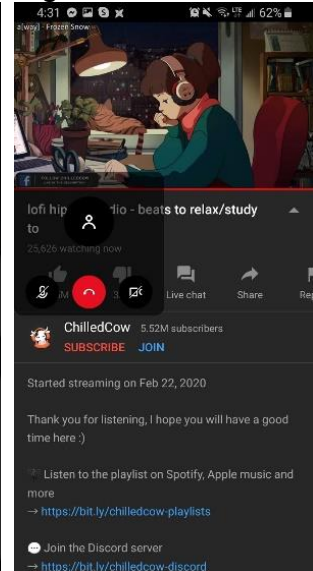 4:31
62%
a[way] - Frozen Snow
lofi hip dio - beats to relax/study
to
25,626 watching now
Live chat
Share
ChilledCow 5.52M subscribers
SUBSCRIBE JOIN
Started streaming on Feb 22, 2020
Thank you for listening, I hope you will have a good
time here :)
Listen to the playlist on Spotify, Apple music and
more
→ https://bit.ly/chilledcow-playlists
💬 Join the Discord server
→ https://bit.ly/chilledcow-discord